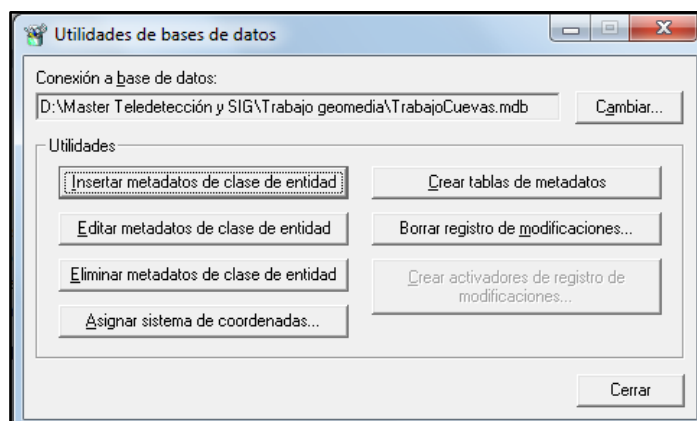 Utilidades de bases de datos
Conexión a base de datos:
D:\Master Teledetección y SIG\Trabajo geomedia\TrabajoCuevas.mdb
Cambiar...
Utilidades
Insertar metadatos de clase de entidad
Crear tablas de metadatos
Editar metadatos de clase de entidad
Borrar registro de modificaciones...
Eliminar metadatos de clase de entidad
Crear activadores de registro de
modificaciones...
Asignar sistema de coordenadas...
Cerrar